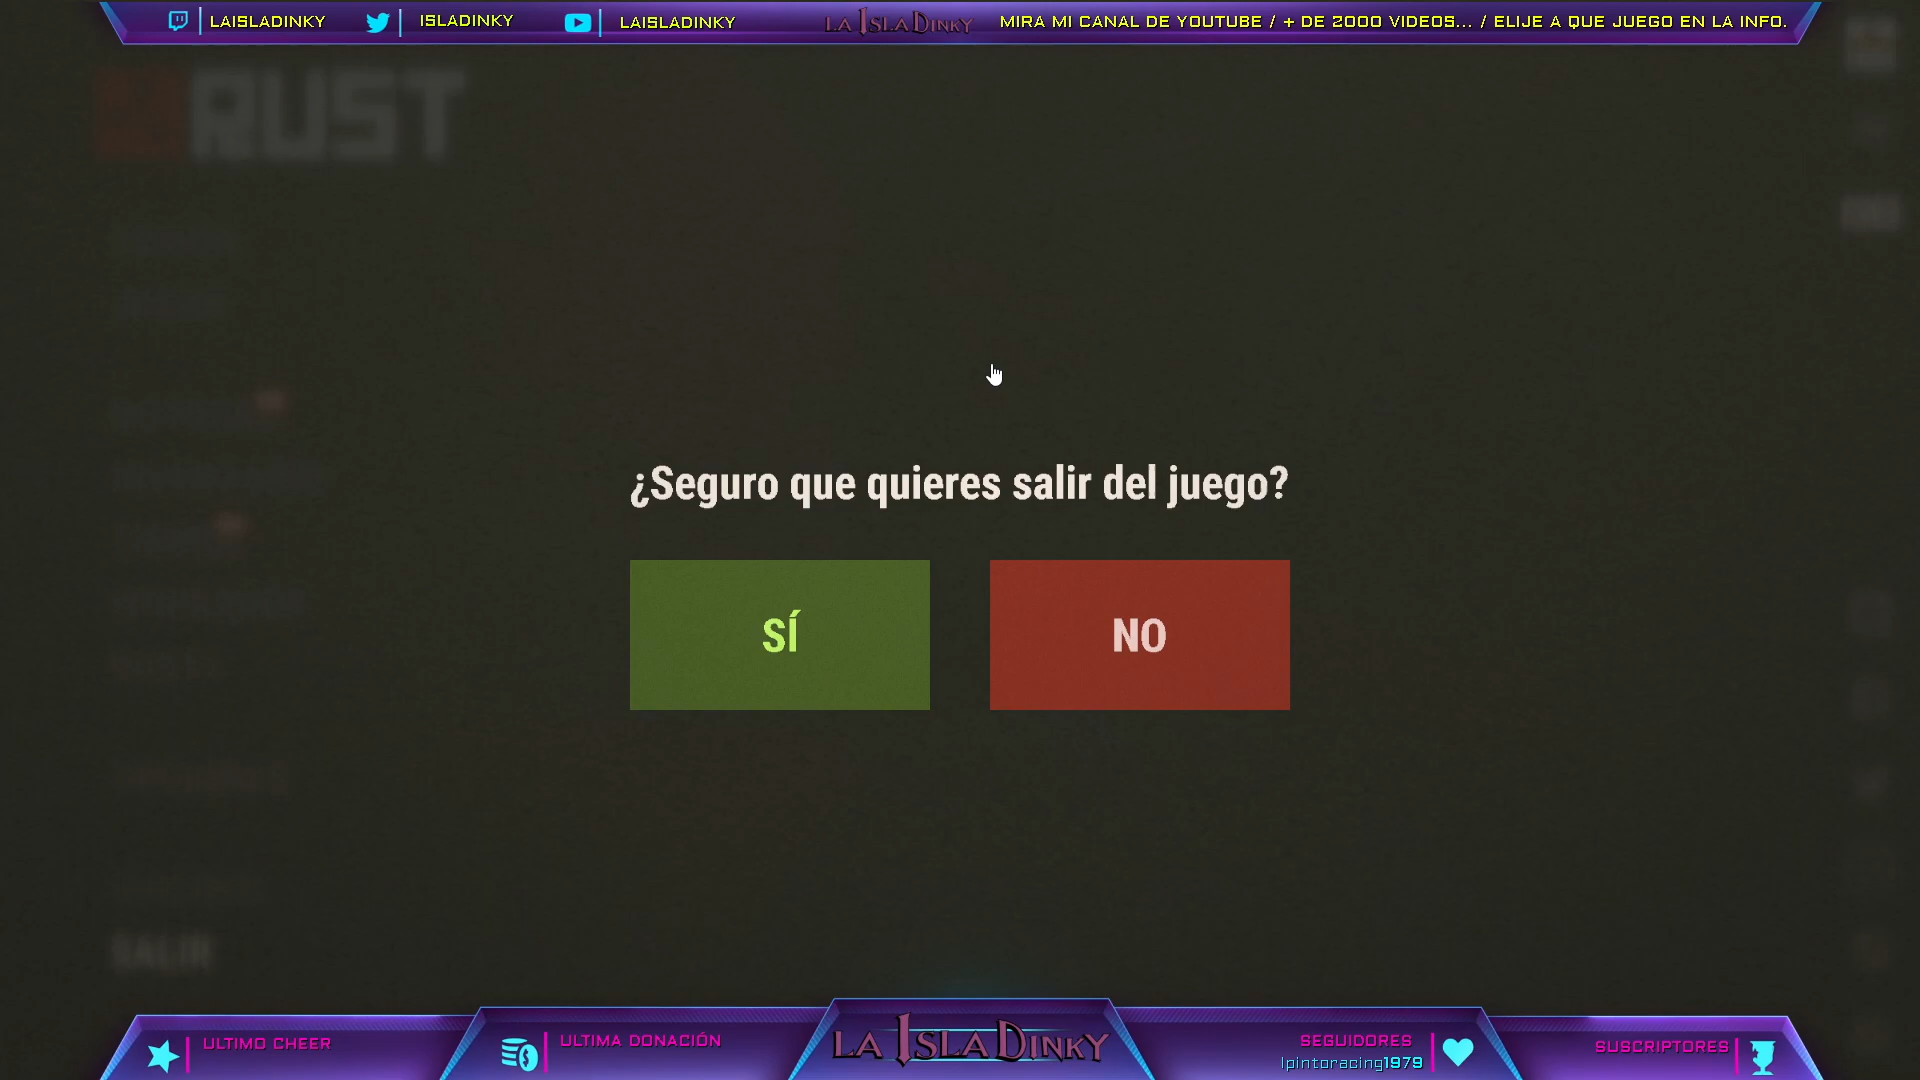 LAISLADINKY
ISLADINKY
LAISLADINKY
LA ISLA DINKY
MIRA MI CANAL DE YOUTUBE / + DE 2000 VIDEOS... / ELIJE A QUE JUEGO EN LA INFO.
RUST
¿Seguro que quieres salir del juego?
SÍ
NO
SALIR
ULTIMO CHEER
ULTIMA DONACIÓN
LA ISLA DINKY
SEGUIDORES
lpintoracing1979
SUSCRIPTORES